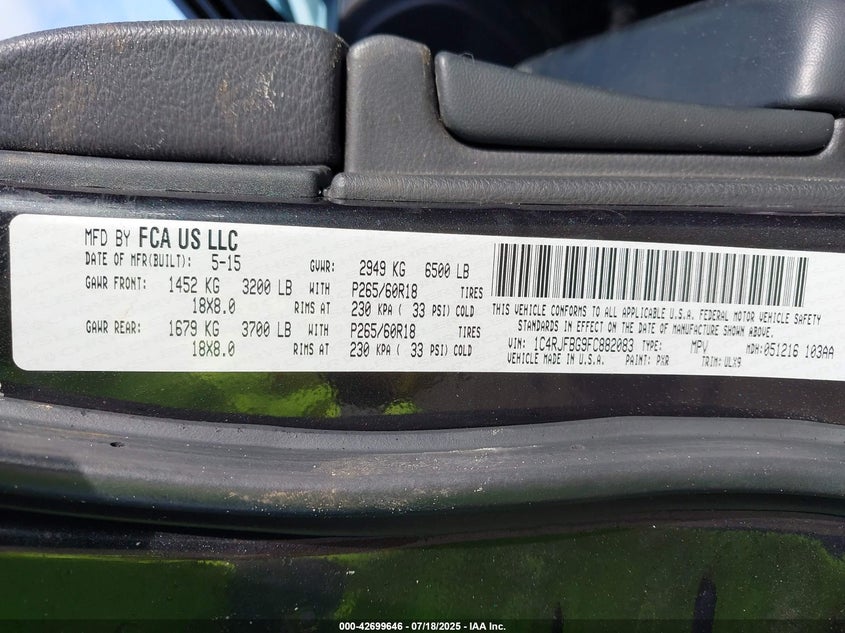 MFD BY FCA US LLC
DATE OF MFR(BUILT): 5-15 GVWR: 2949 KG 6500 LB
GAWR FRONT: 1452 KG 3200 LB WITH P265/60R18 TIRES
18X8.0 RIMS AT 230 KPA ( 33 PSI) COLD
GAWR REAR: 1679 KG 3700 LB WITH P265/60R18 TIRES
18X8.0 RIMS AT 230 KPA ( 33 PSI) COLD
THIS VEHICLE CONFORMS TO ALL APPLICABLE U.S.A. FEDERAL MOTOR VEHICLE SAFETY
STANDARDS IN EFFECT ON THE DATE OF MANUFACTURE SHOWN ABOVE.
VIN: 1C4RJFBG9FC882083 TYPE: MPV MDH: 051216 103AA
VEHICLE MADE IN U.S.A. PAINT: PXR TRIM: ULX9
000-42699646 - 07/18/2025 - IAA Inc.